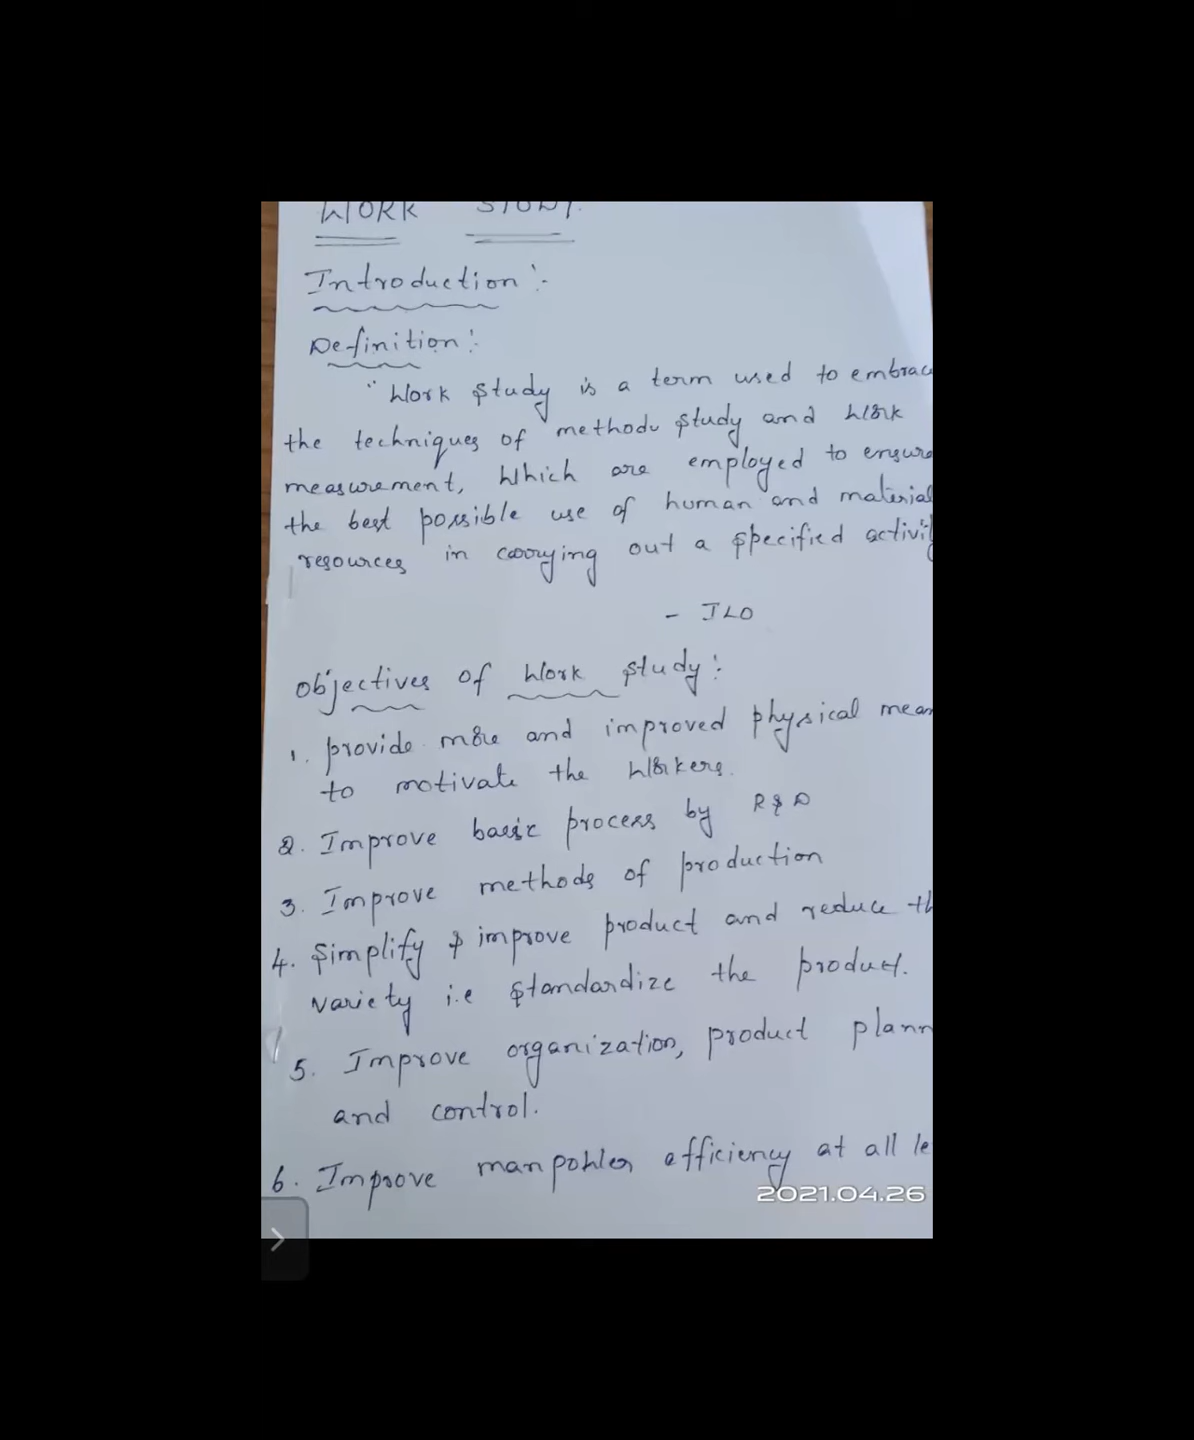 WORK STUDY.
Introduction :-
Definition :
" Work study is a term used to embrac
the techniques of methods study and work
measurement, which are employed to ensure
the best possible use of human and material
resources in carrying out a specified activit
- ILO
Objectives of Work study :
1. provide more and improved physical mean
to motivate the workers.
2. Improve basic process by R & D
3. Improve methods of production
4. Simplify & improve product and reduce th
variety i.e standardize the product.
5. Improve organization, product plann
and control.
6. Improve manpower efficiency at all le
2021.04.26